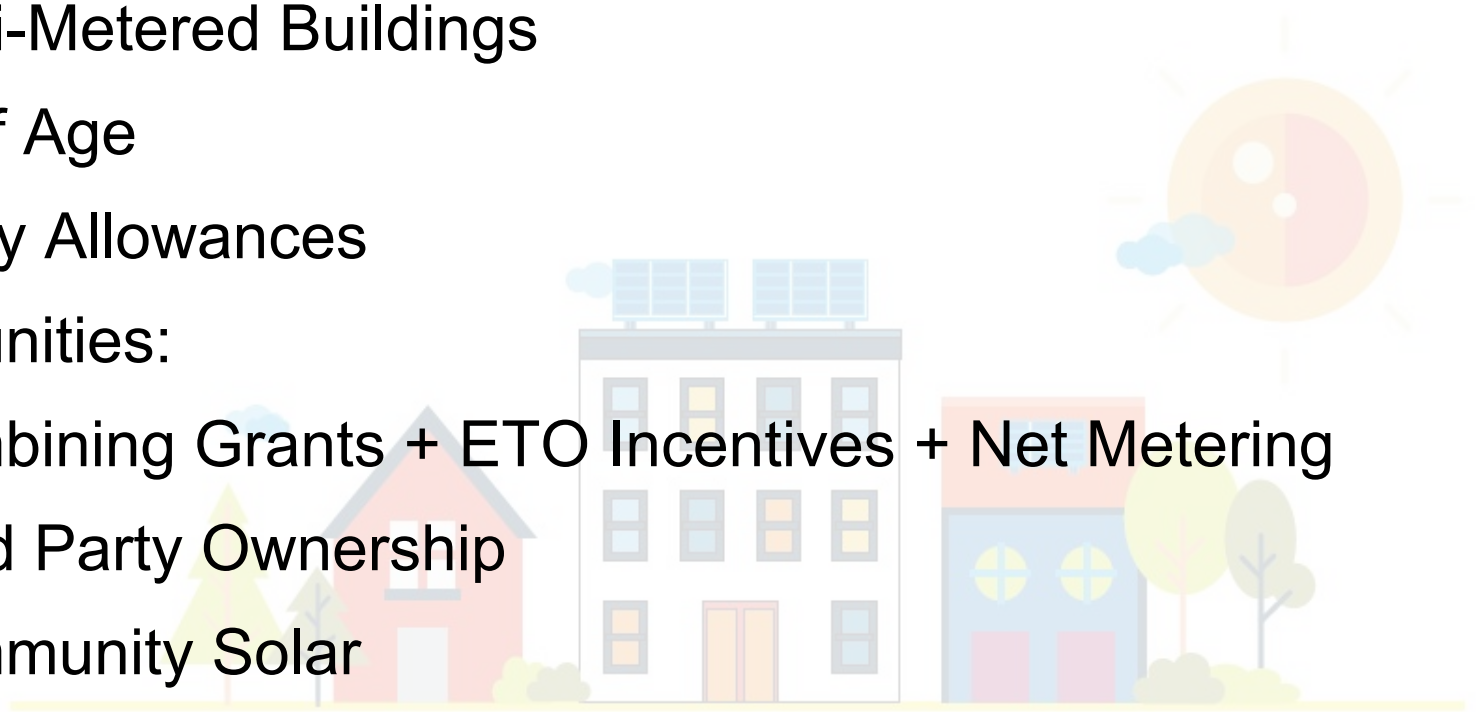 i-Metered Buildings
f Age
y Allowances
unities:
nbining Grants + ETO Incentives + Net Metering
d Party Ownership
nmunity Solar